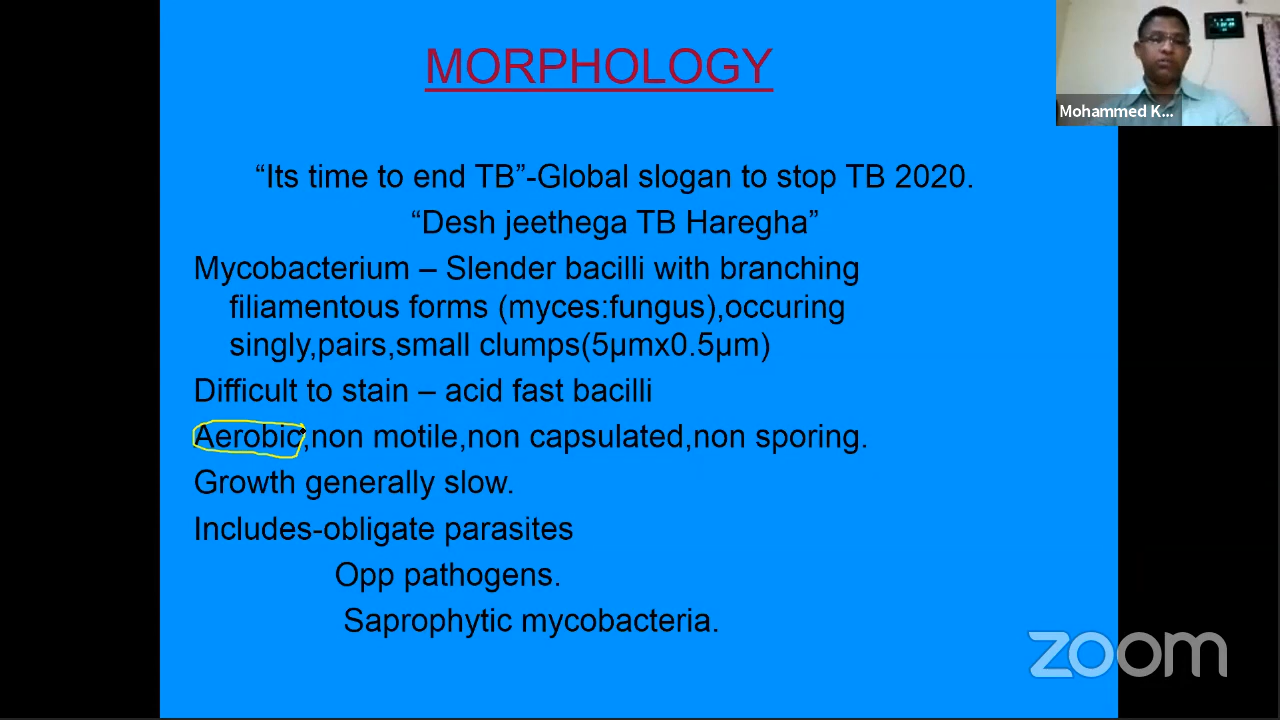 MORPHOLOGY
Mohammed K...
“Its time to end TB”-Global slogan to stop TB 2020.
“Desh jeethega TB Haregha”
Mycobacterium – Slender bacilli with branching
filiamentous forms (myces:fungus),occuring
singly,pairs,small clumps(5µmx0.5µm)
Difficult to stain – acid fast bacilli
Aerobic,non motile,non capsulated,non sporing.
Growth generally slow.
Includes-obligate parasites
Opp pathogens.
Saprophytic mycobacteria.
zoom